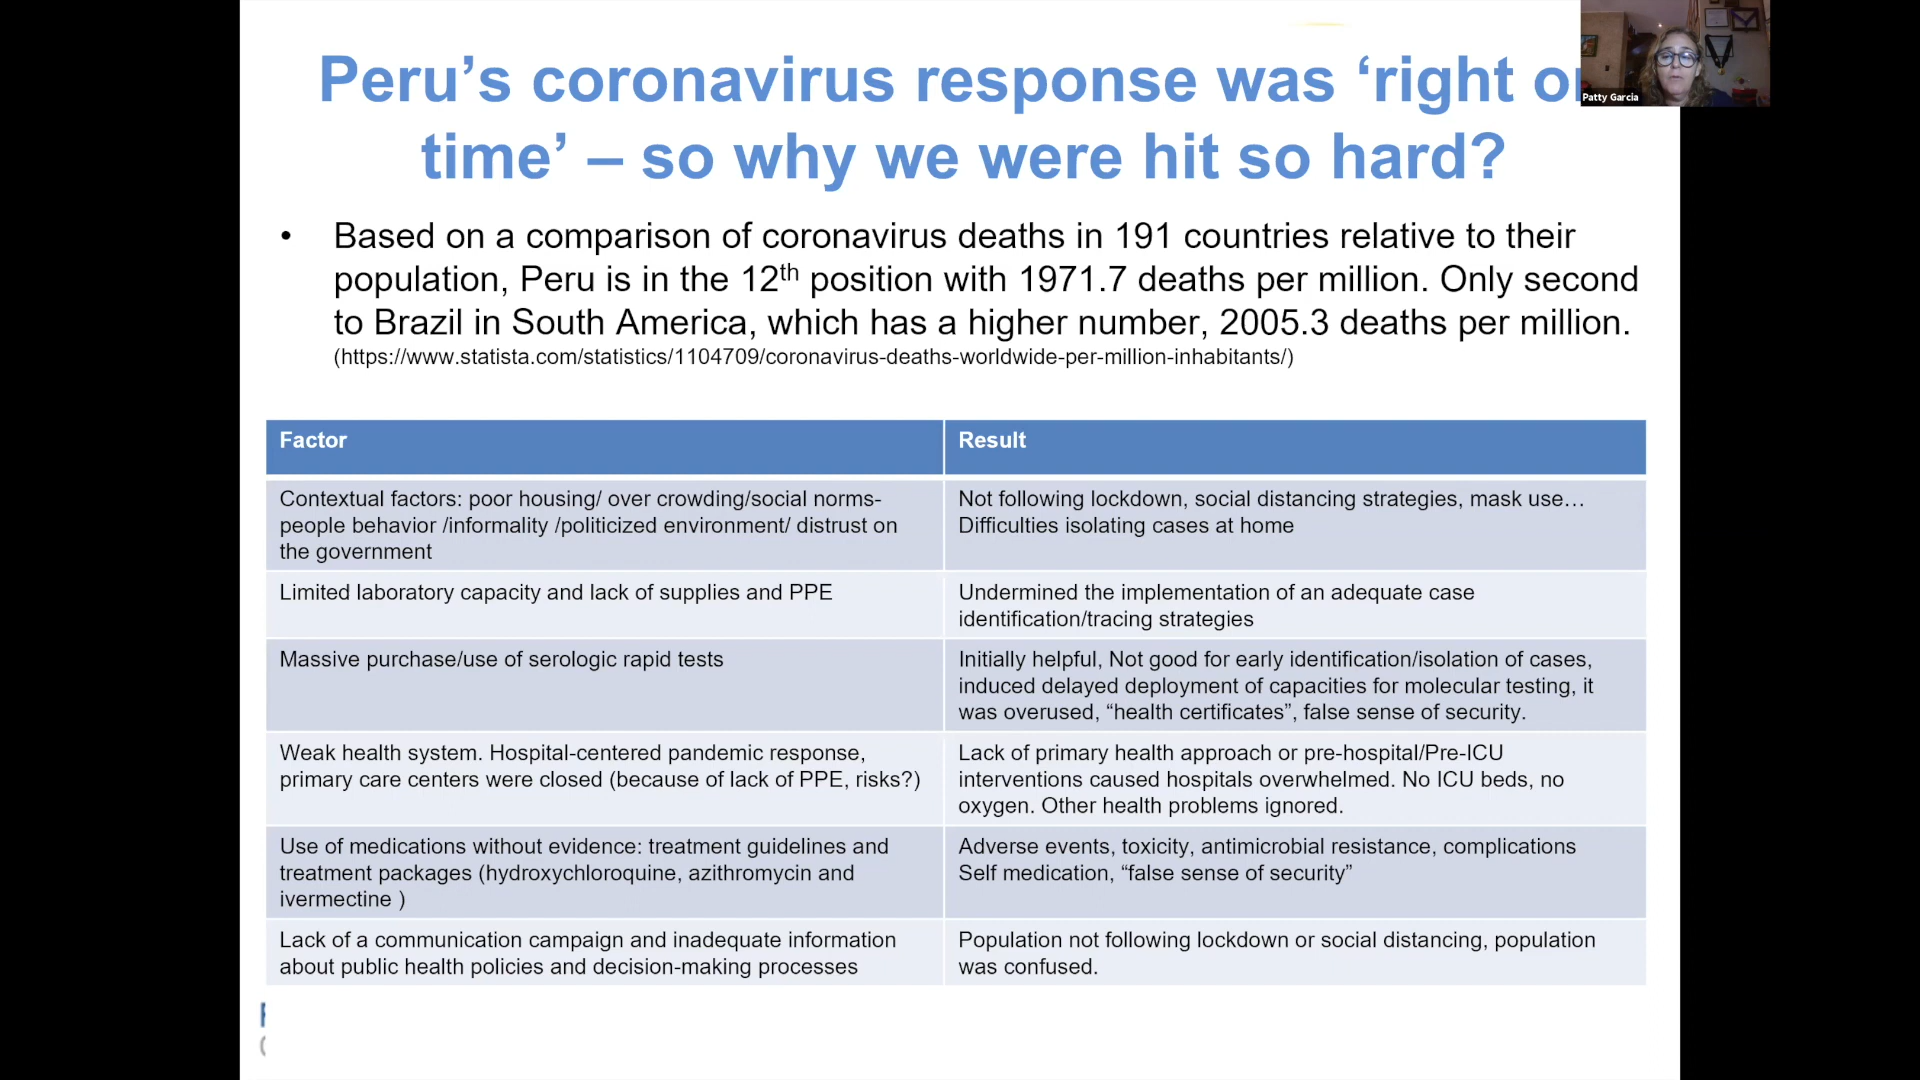 Peru’s coronavirus response was ‘right
time’ – so why we were hit so hard?
Patty Garcia
• Based on a comparison of coronavirus deaths in 191 countries relative to their
population, Peru is in the 12th position with 1971.7 deaths per million. Only second
to Brazil in South America, which has a higher number, 2005.3 deaths per million.
(https://www.statista.com/statistics/1104709/coronavirus-deaths-worldwide-per-million-inhabitants/)
Factor
Result
Contextual factors: poor housing/ over crowding/social norms-
people behavior /informality /politicized environment/ distrust on
the government
Not following lockdown, social distancing strategies, mask use…
Difficulties isolating cases at home
Limited laboratory capacity and lack of supplies and PPE
Undermined the implementation of an adequate case
identification/tracing strategies
Massive purchase/use of serologic rapid tests
Initially helpful, Not good for early identification/isolation of cases,
induced delayed deployment of capacities for molecular testing, it
was overused, “health certificates”, false sense of security.
Weak health system. Hospital-centered pandemic response,
primary care centers were closed (because of lack of PPE, risks?)
Lack of primary health approach or pre-hospital/Pre-ICU
interventions caused hospitals overwhelmed. No ICU beds, no
oxygen. Other health problems ignored.
Use of medications without evidence: treatment guidelines and
treatment packages (hydroxychloroquine, azithromycin and
ivermectine )
Adverse events, toxicity, antimicrobial resistance, complications
Self medication, “false sense of security”
Lack of a communication campaign and inadequate information
about public health policies and decision-making processes
Population not following lockdown or social distancing, population
was confused.